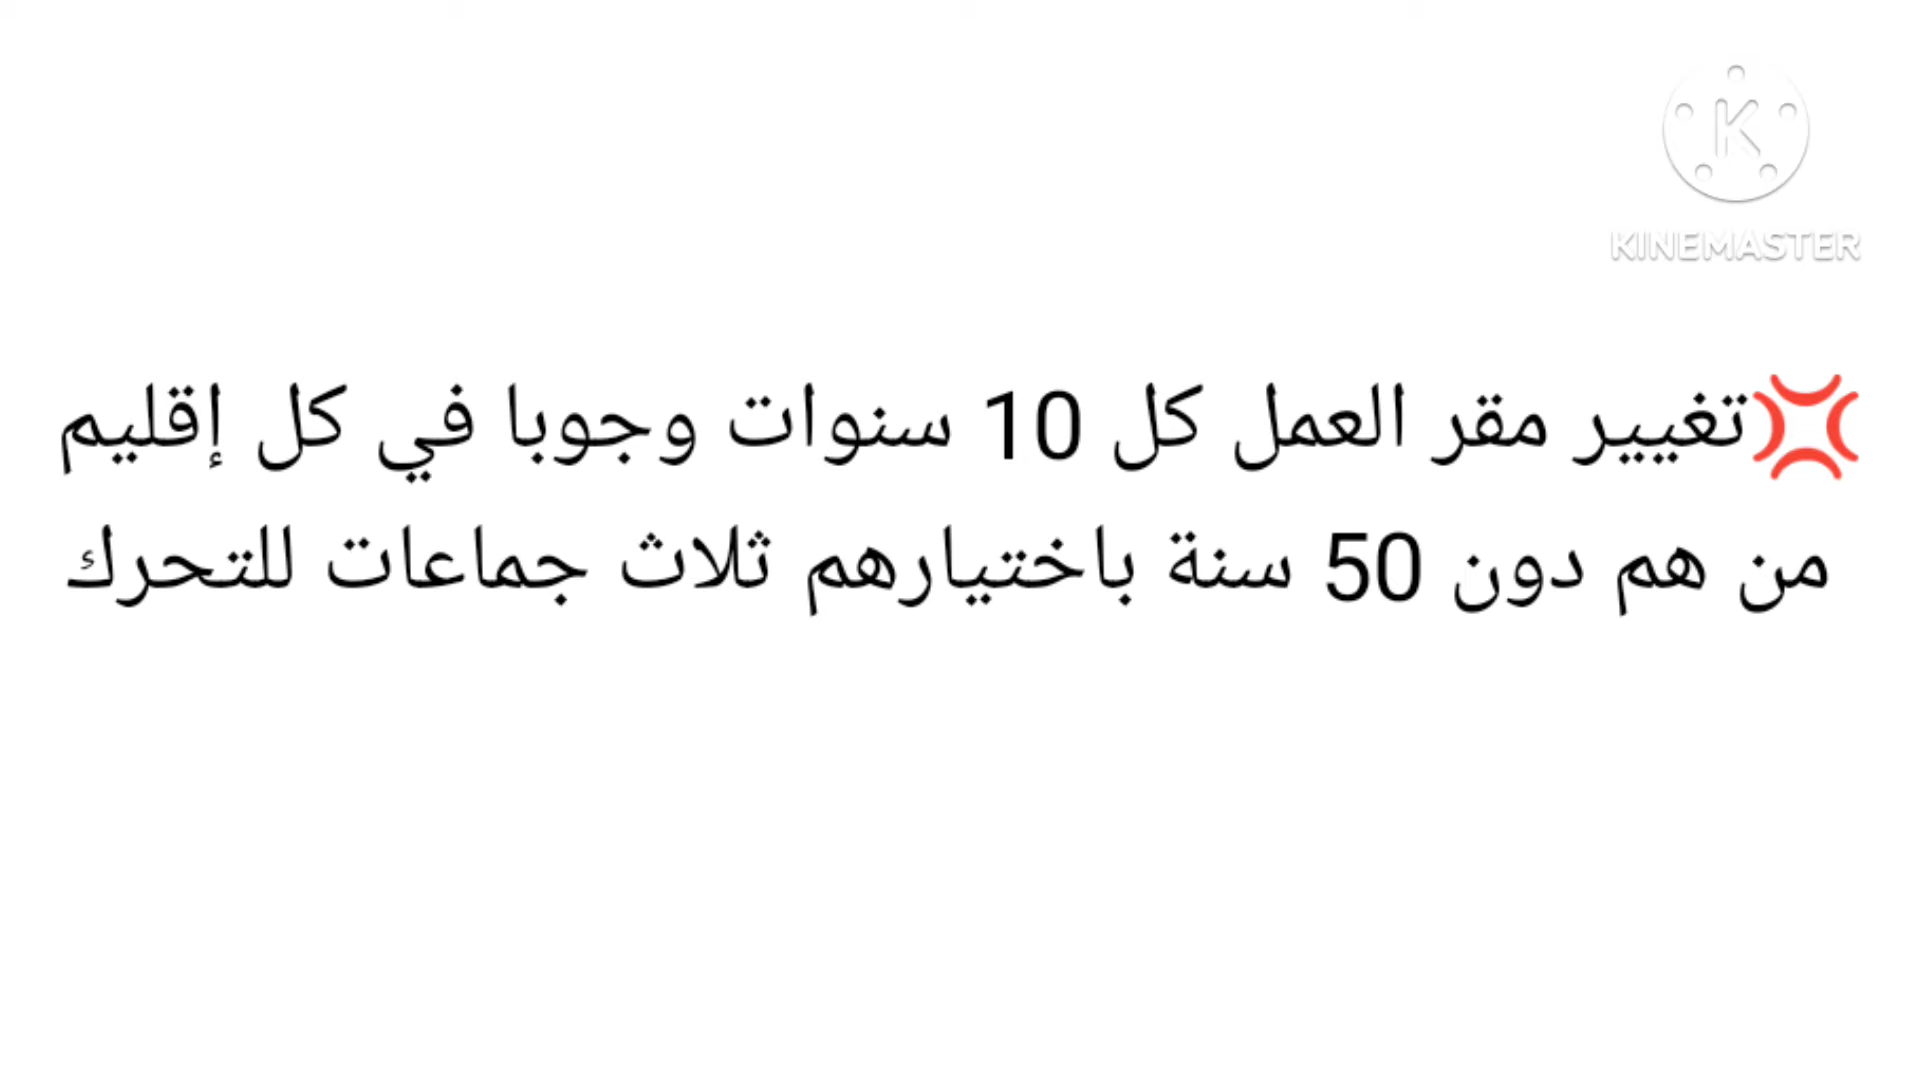 K
KINEMASTER
💢تغيير مقر العمل كل 10 سنوات وجوبا في كل إقليم
من هم دون 50 سنة باختيارهم ثلاث جماعات للتحرك